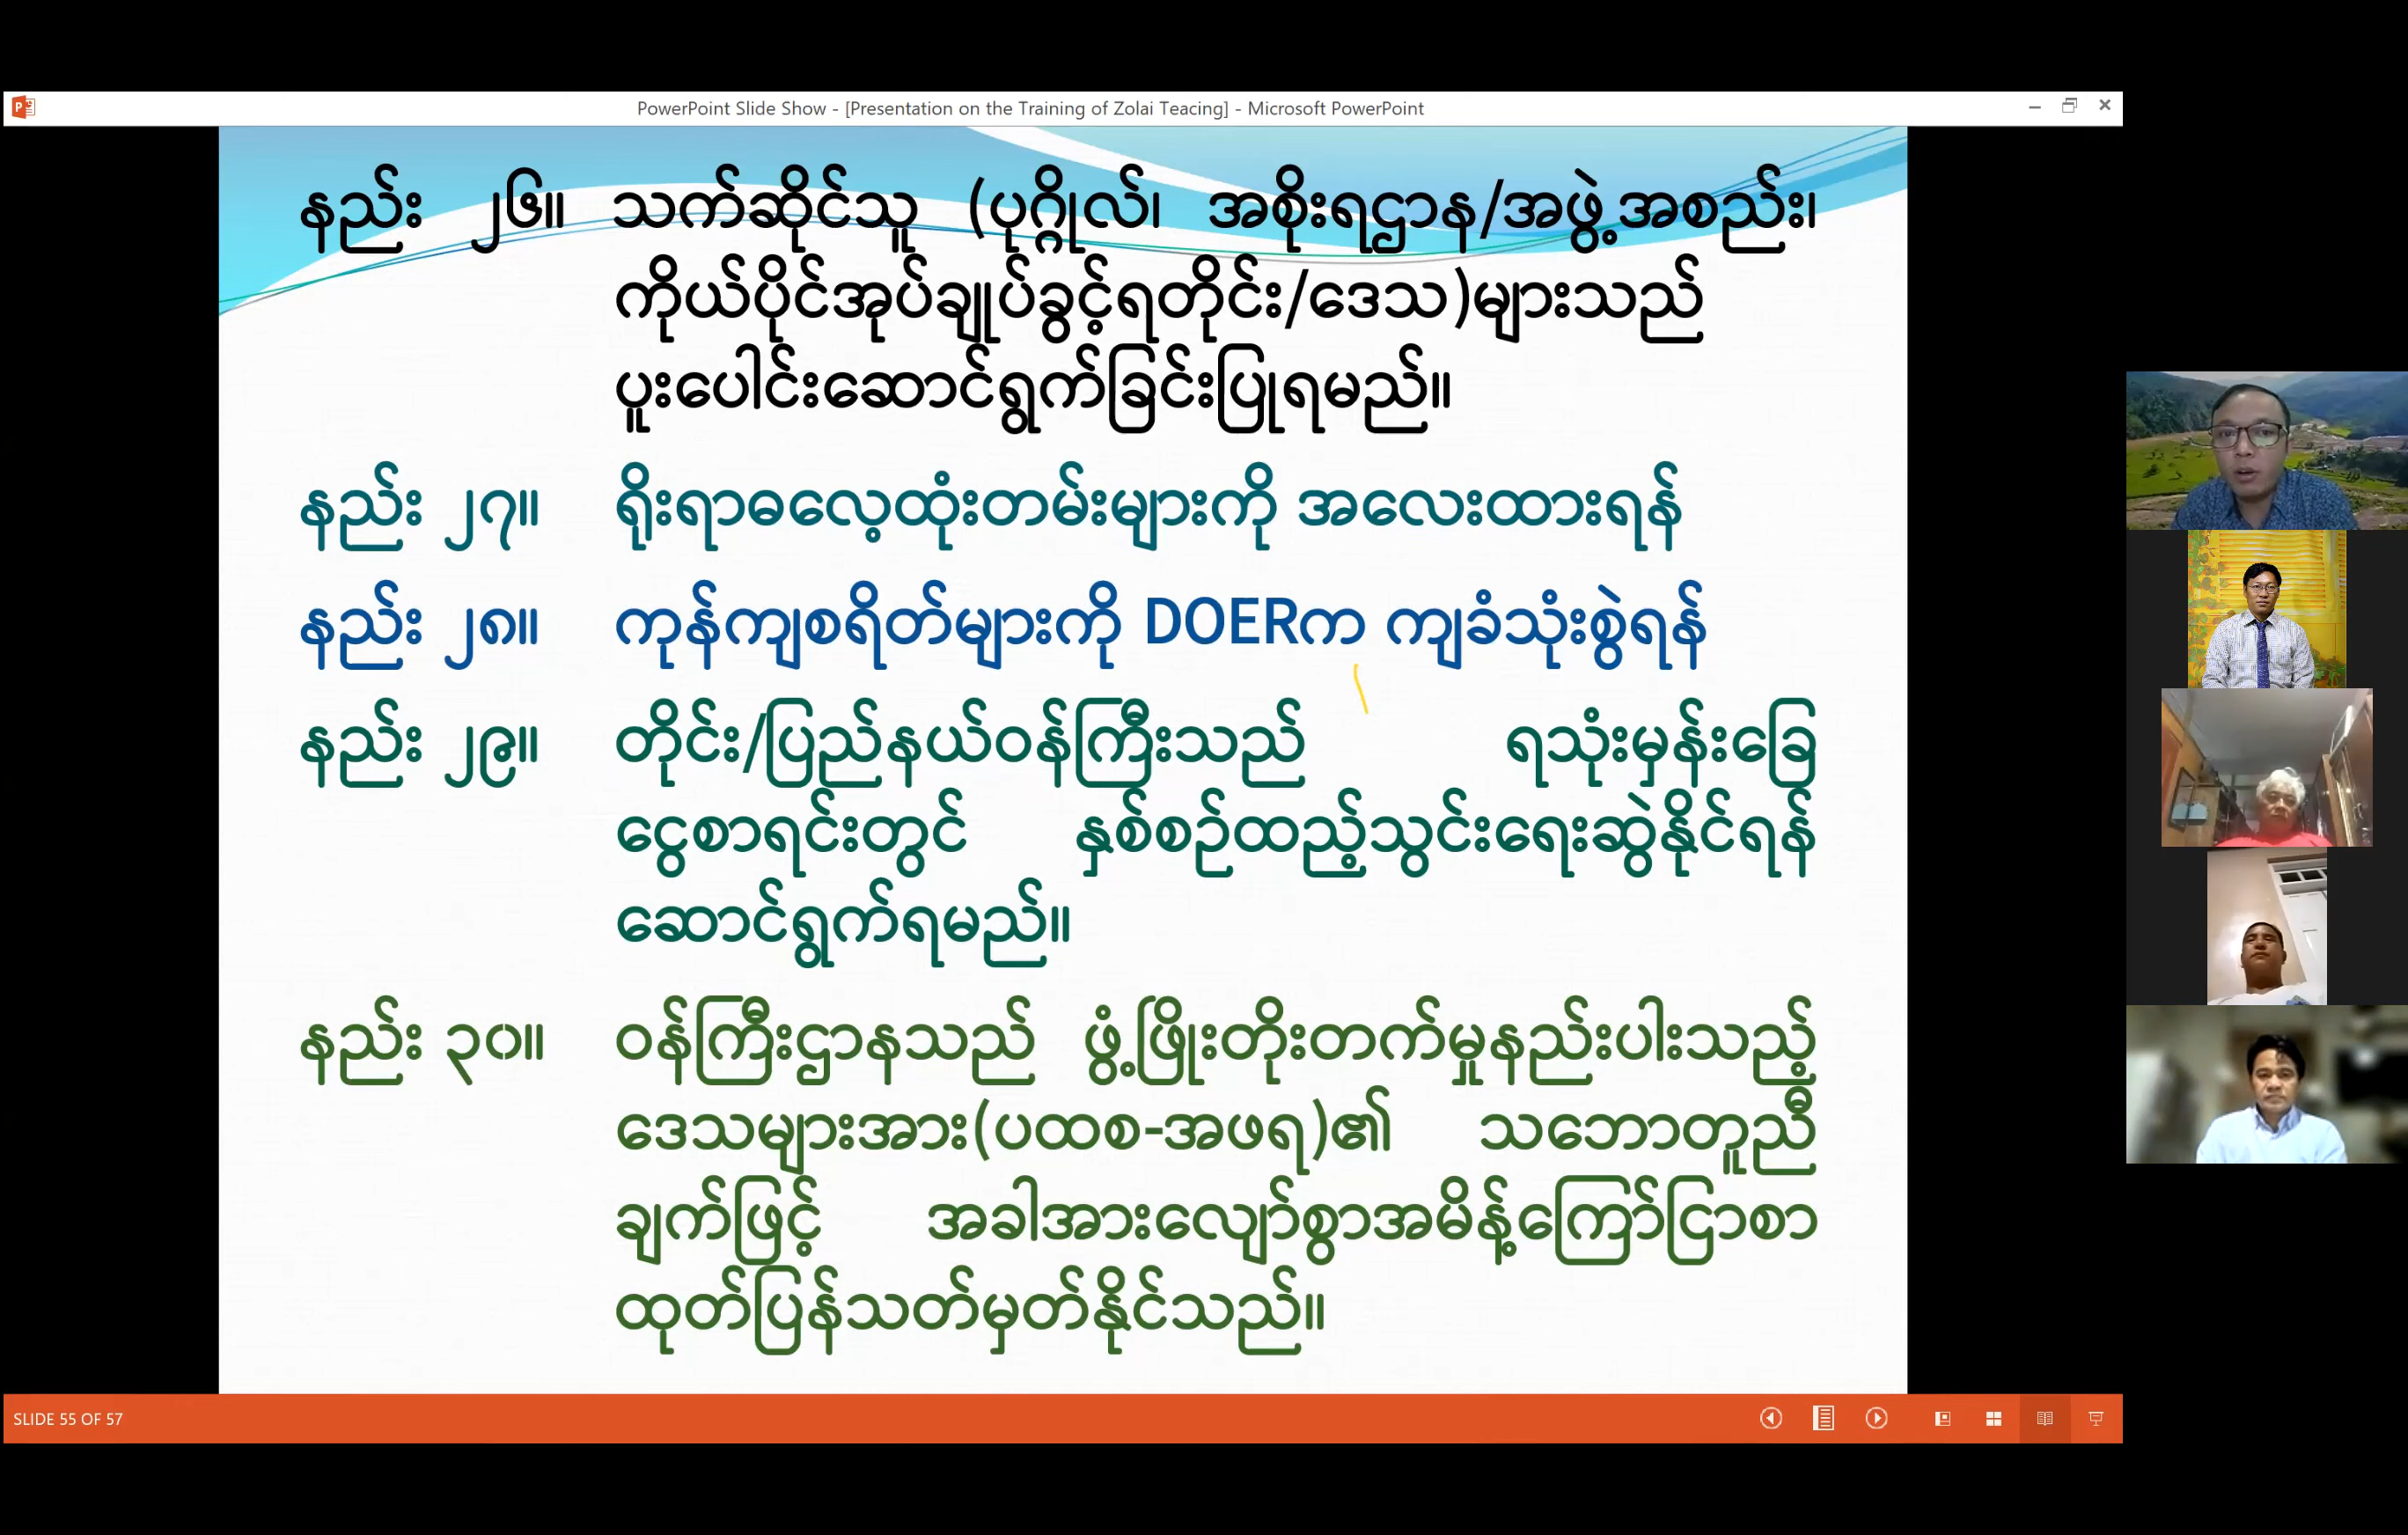 PowerPoint Slide Show - [Presentation on the Training of Zolai Teacing] - Microsoft PowerPoint
နည်း ၂၆။ သက်ဆိုင်သူ (ပုဂ္ဂိုလ်၊ အစိုးရဌာန/အဖွဲ့အစည်း၊
ကိုယ်ပိုင်အုပ်ချုပ်ခွင့်ရတိုင်း/ဒေသ)များသည်
ပူးပေါင်းဆောင်ရွက်ခြင်းပြုရမည်။
နည်း ၂၇။ ရိုးရာဓလေ့ထုံးတမ်းများကို အလေးထားရန်
နည်း ၂၈။ ကုန်ကျစရိတ်များကို DOERက ကျခံသုံးစွဲရန်
နည်း ၂၉။ တိုင်း/ပြည်နယ်ဝန်ကြီးသည် ရသုံးမှန်းခြေ
ငွေစာရင်းတွင် နှစ်စဉ်ထည့်သွင်းရေးဆွဲနိုင်ရန်
ဆောင်ရွက်ရမည်။
နည်း ၃၀။ ဝန်ကြီးဌာနသည် ဖွံ့ဖြိုးတိုးတက်မှုနည်းပါးသည့်
ဒေသများအား(ပထစ-အဖရ)၏ သဘောတူညီ
ချက်ဖြင့် အခါအားလျော်စွာအမိန့်ကြော်ငြာစာ
ထုတ်ပြန်သတ်မှတ်နိုင်သည်။
SLIDE 55 OF 57